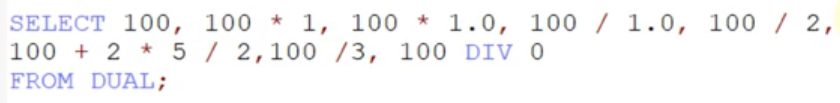 SELECT 100, 100 * 1, 100 * 1.0, 100 / 1.0, 100 / 2,
100 + 2 * 5 / 2,100 /3, 100 DIV 0
FROM DUAL;